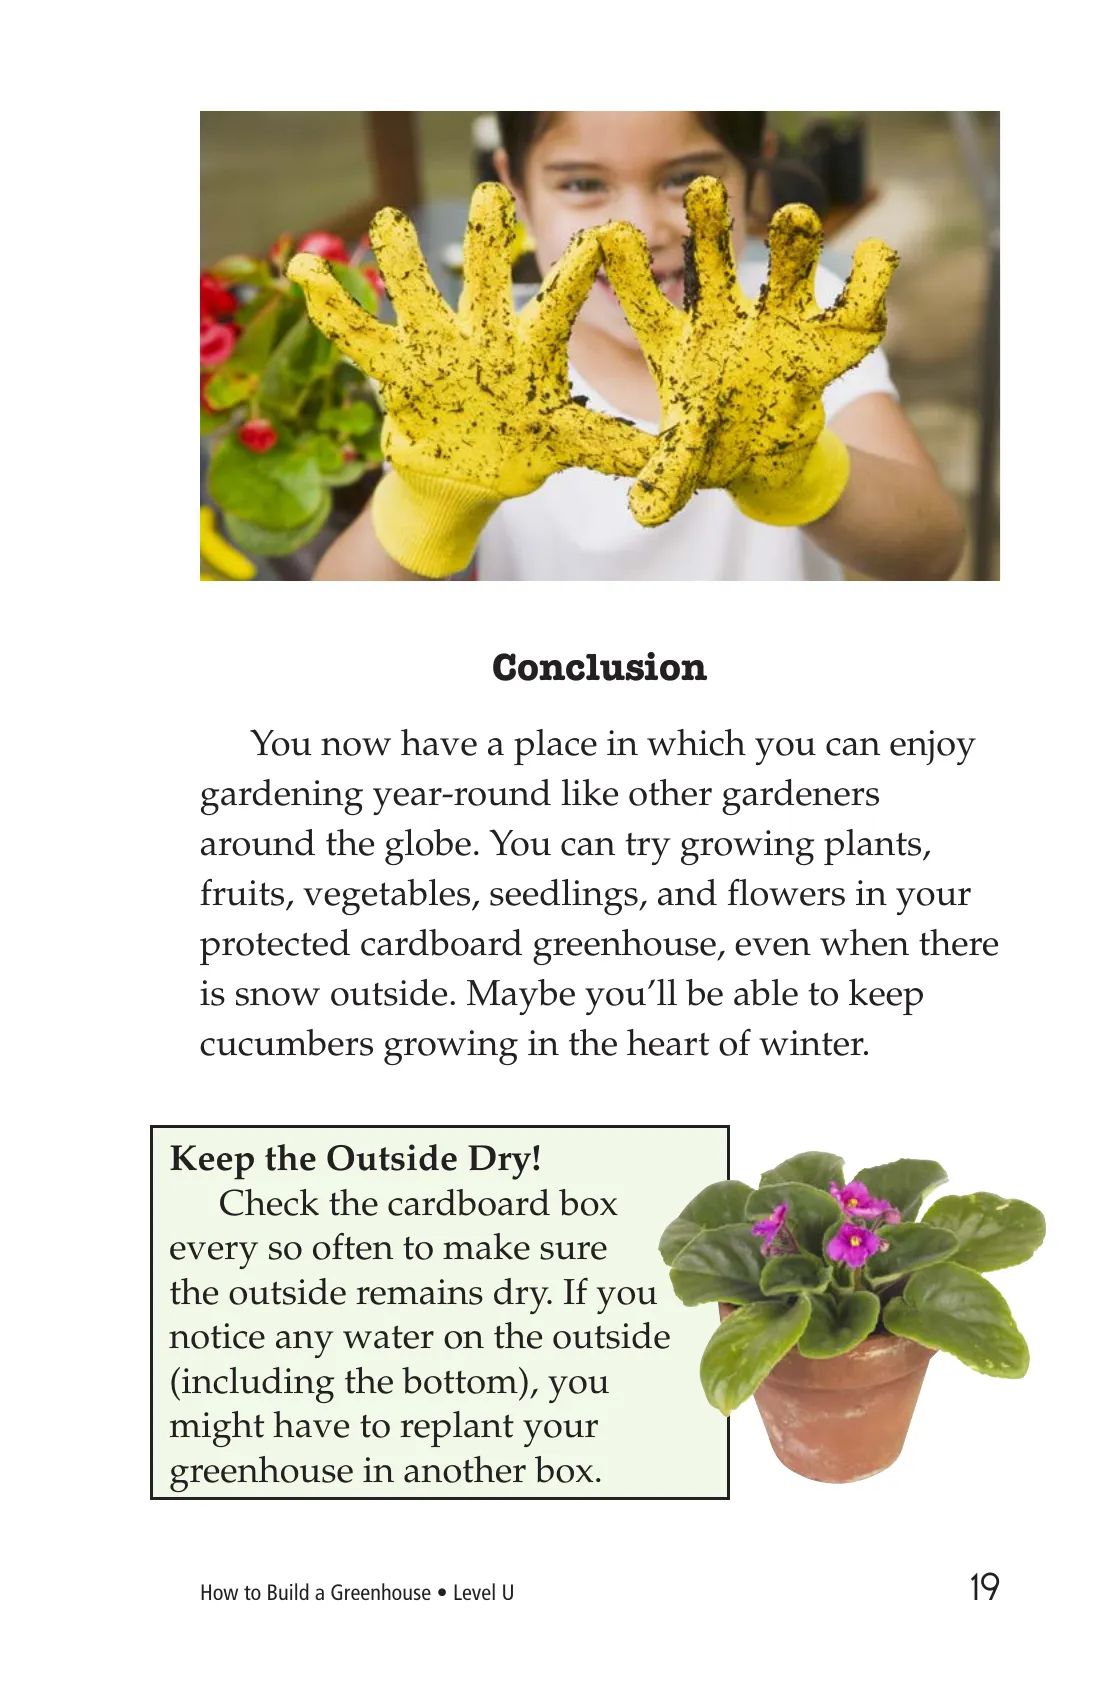 Conclusion
You now have a place in which you can enjoy
gardening year-round like other gardeners
around the globe. You can try growing plants,
fruits, vegetables, seedlings, and flowers in your
protected cardboard greenhouse, even when there
is snow outside. Maybe you’ll be able to keep
cucumbers growing in the heart of winter.
Keep the Outside Dry!
Check the cardboard box
every so often to make sure
the outside remains dry. If you
notice any water on the outside
(including the bottom), you
might have to replant your
greenhouse in another box.
How to Build a Greenhouse • Level U
19